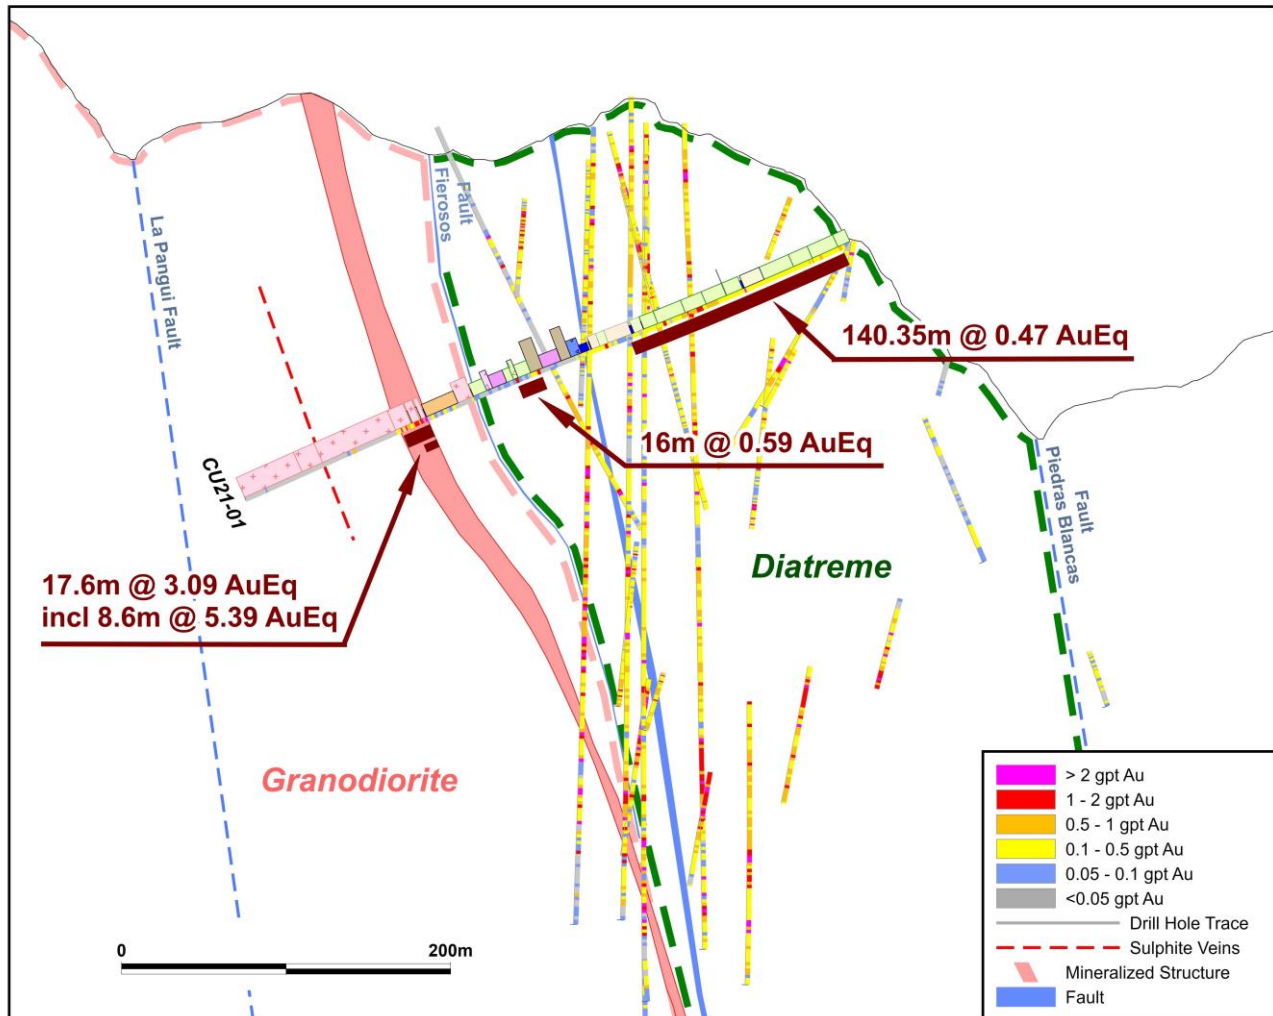 La Pangui Fault
Fierosos
Fault
140.35m @ 0.47 AuEq
16m @ 0.59 AuEq
CU21-01
Piedras Blancas
Fault
Diatreme
17.6m @ 3.09 AuEq
incl 8.6m @ 5.39 AuEq
Granodiorite
0 200m
> 2 gpt Au
1 - 2 gpt Au
0.5 - 1 gpt Au
0.1 - 0.5 gpt Au
0.05 - 0.1 gpt Au
<0.05 gpt Au
Drill Hole Trace
Sulphite Veins
Mineralized Structure
Fault